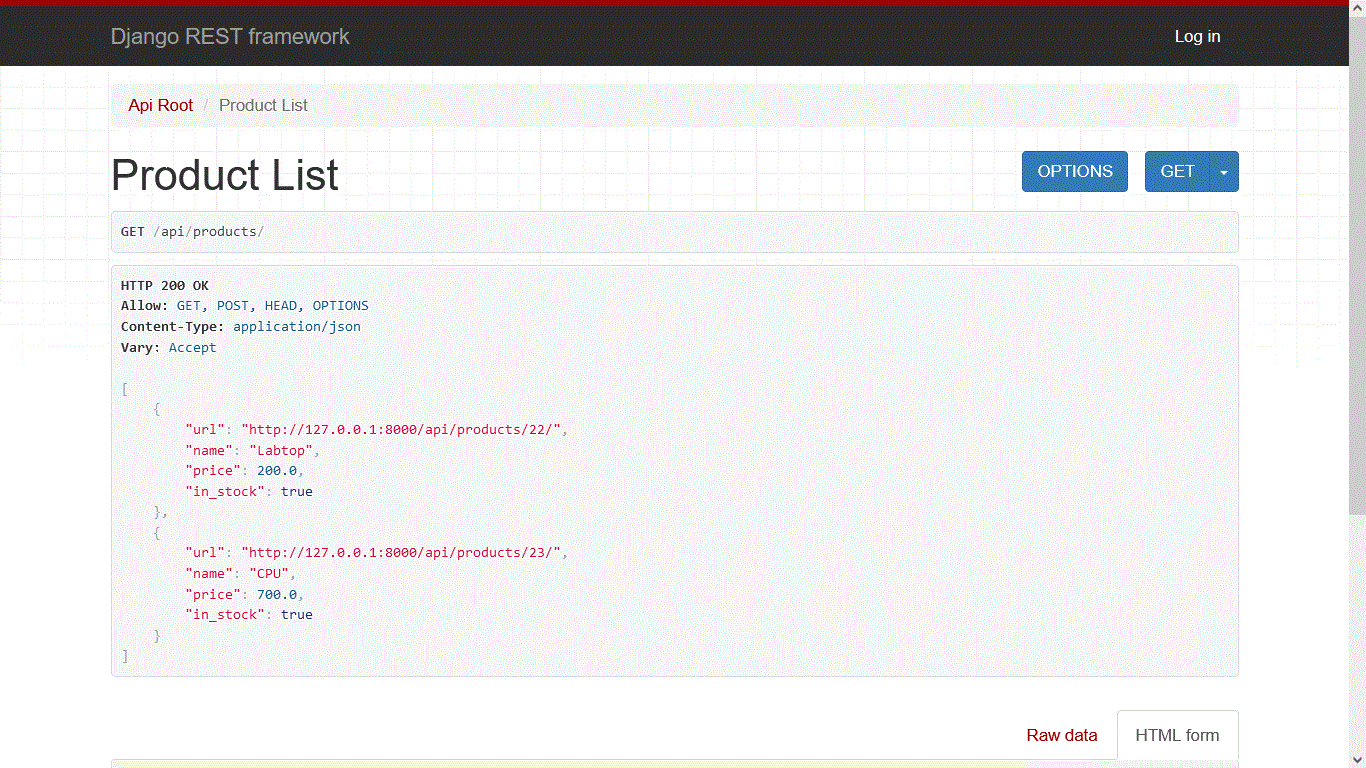 Django REST framework
Log in
Api Root / Product List
Product List
OPTIONS
GET
GET /api/products/
HTTP 200 OK
Allow: GET, POST, HEAD, OPTIONS
Content-Type: application/json
Vary: Accept
[
    {
        "url": "http://127.0.0.1:8000/api/products/22/",
        "name": "Labtop",
        "price": 200.0,
        "in_stock": true
    },
    {
        "url": "http://127.0.0.1:8000/api/products/23/",
        "name": "CPU",
        "price": 700.0,
        "in_stock": true
    }
]
Raw data
HTML form